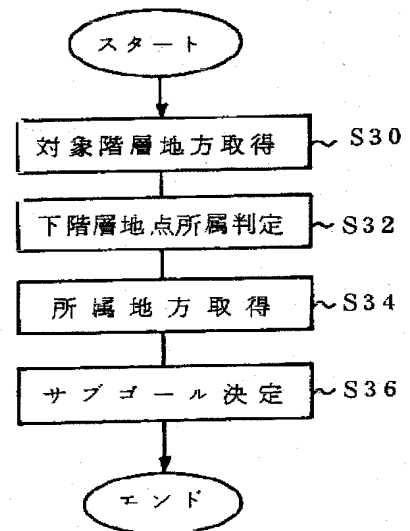 スタート
対象階層地方取得 S30
下階層地点所属判定 S32
所属地方取得 S34
サブゴール決定 S36
エンド